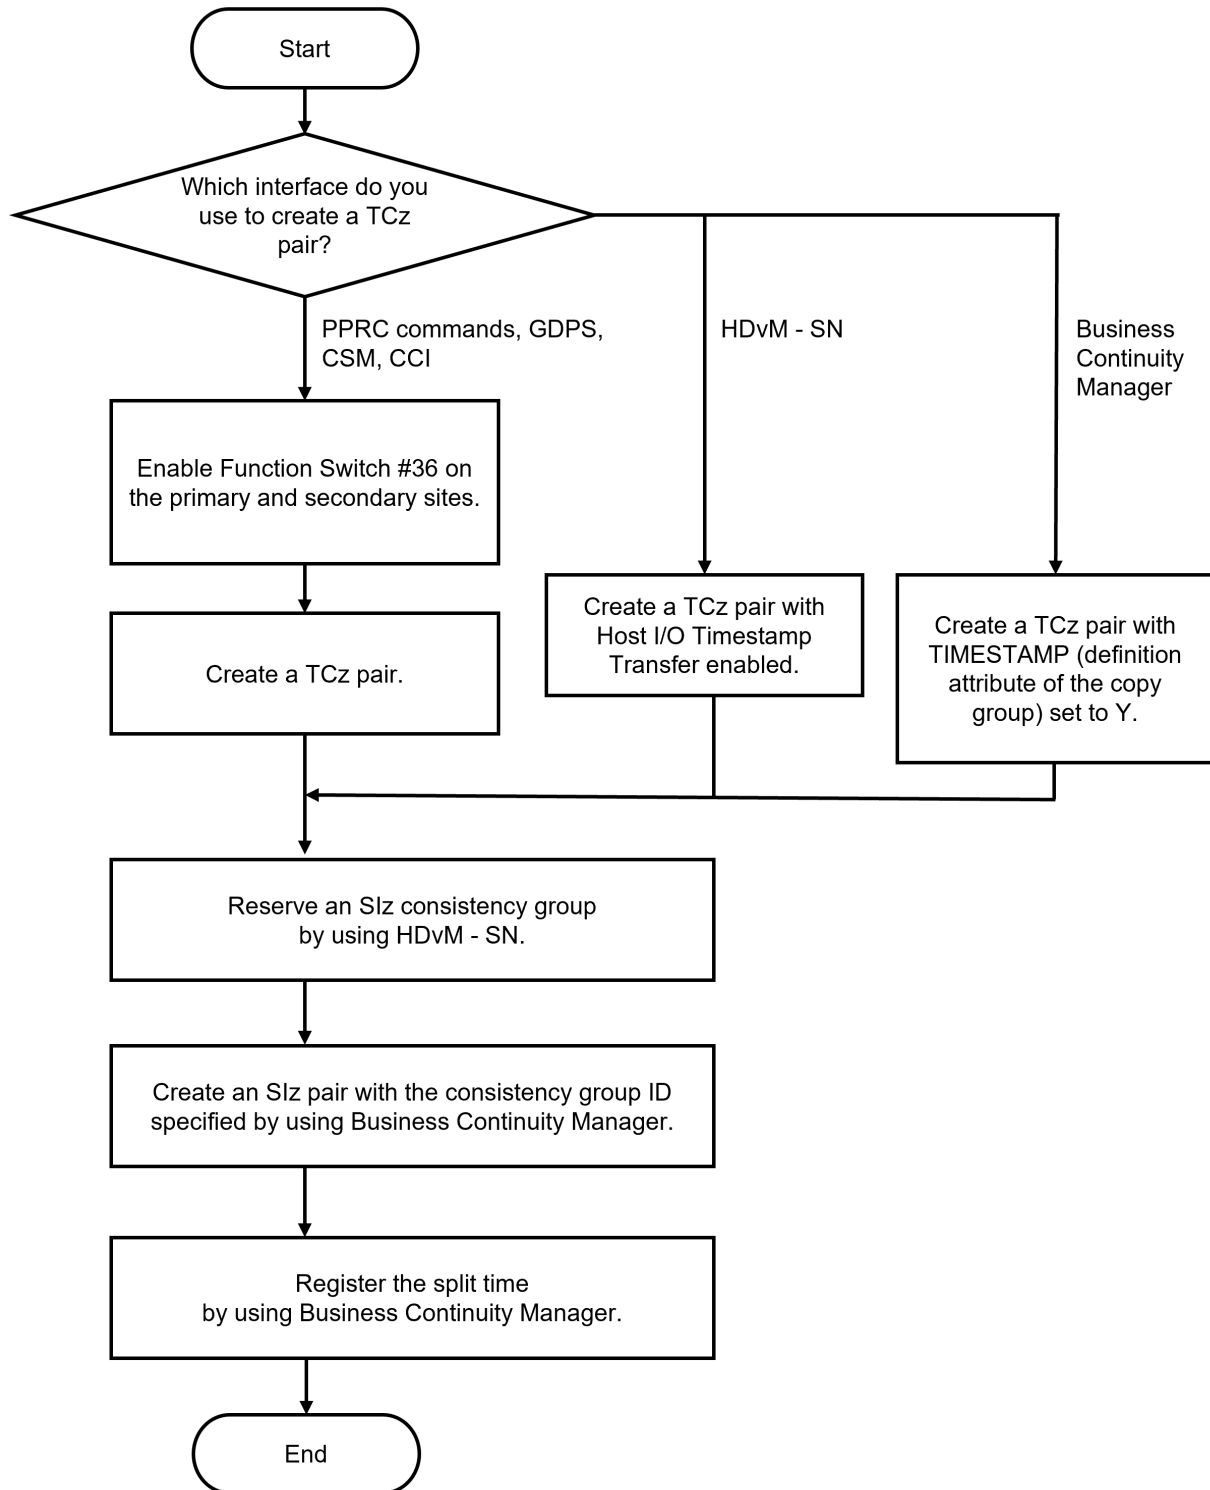 Start
Which interface do you
use to create a TCz
pair?
PPRC commands, GDPS,
CSM, CCI
HDvM - SN
Business
Continuity
Manager
Enable Function Switch #36 on
the primary and secondary sites.
Create a TCz pair.
Create a TCz pair with
Host I/O Timestamp
Transfer enabled.
Create a TCz pair with
TIMESTAMP (definition
attribute of the copy
group) set to Y.
Reserve an SIz consistency group
by using HDvM - SN.
Create an SIz pair with the consistency group ID
specified by using Business Continuity Manager.
Register the split time
by using Business Continuity Manager.
End